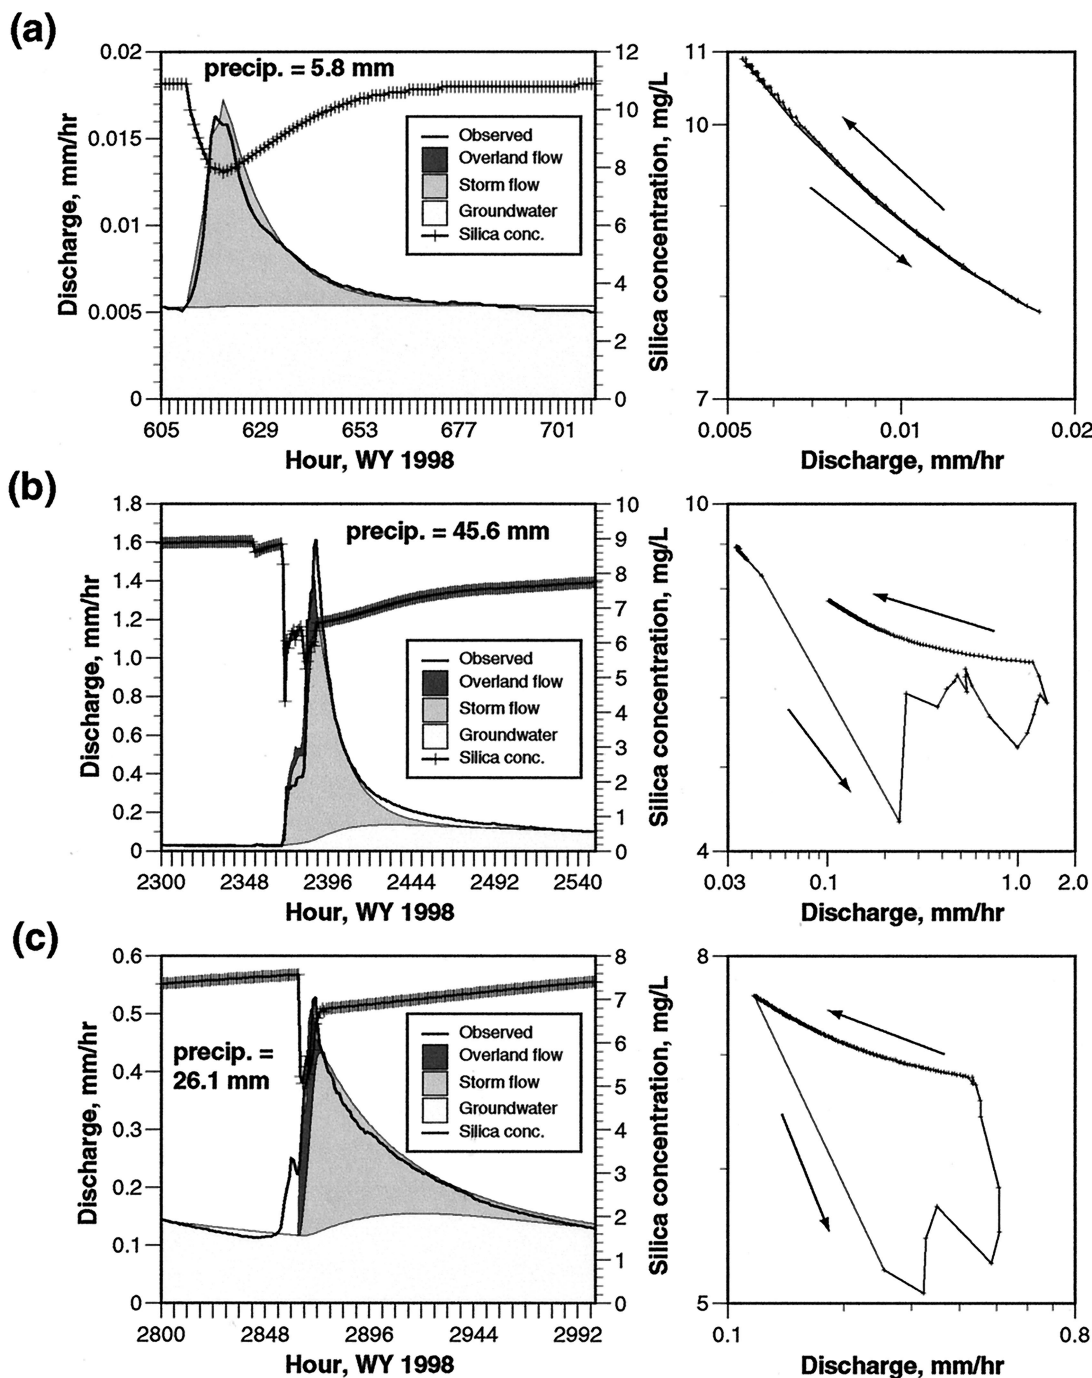 (a)
precip. = 5.8 mm
Discharge, mm/hr
0.02
0.015
0.01
0.005
0
12
10
8
6
4
2
0
Silica concentration, mg/L
Observed
Overland flow
Storm flow
Groundwater
Silica conc.
605 629 653 677 701
Hour, WY 1998
11
10
7
0.005 0.01 0.02
Discharge, mm/hr
(b)
precip. = 45.6 mm
Discharge, mm/hr
1.8
1.6
1.4
1.2
1.0
0.8
0.6
0.4
0.2
0
10
9
8
7
6
5
4
3
2
1
0
Silica concentration, mg/L
Observed
Overland flow
Storm flow
Groundwater
Silica conc.
2300 2348 2396 2444 2492 2540
Hour, WY 1998
10
4
0.03 0.1 1.0 2.0
Discharge, mm/hr
(c)
precip. =
26.1 mm
Discharge, mm/hr
0.6
0.5
0.4
0.3
0.2
0.1
0
8
7
6
5
4
3
2
1
0
Silica concentration, mg/L
Observed
Overland flow
Storm flow
Groundwater
Silica conc.
2800 2848 2896 2944 2992
Hour, WY 1998
8
5
0.1 0.8
Discharge, mm/hr